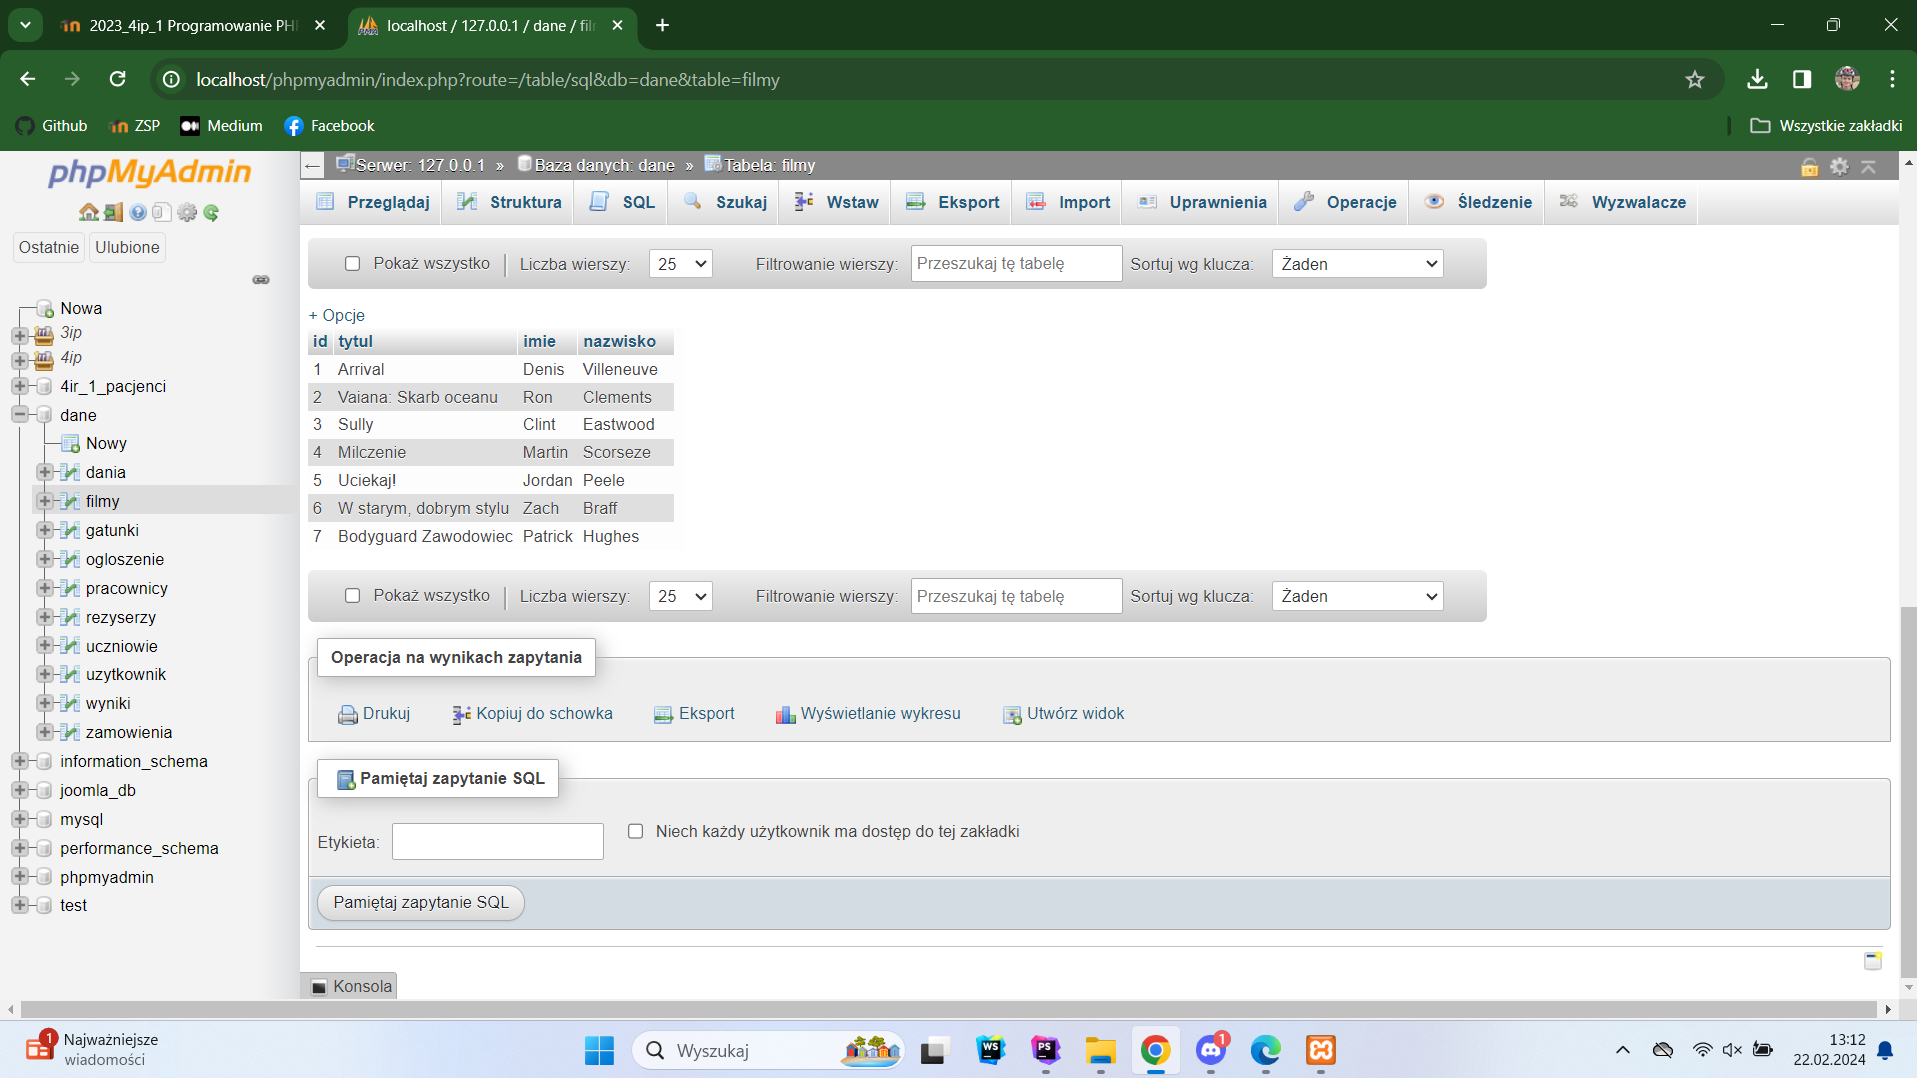 2023_4ip_1 Programowanie PHP
localhost / 127.0.0.1 / dane / fil
localhost/phpmyadmin/index.php?route=/table/sql&db=dane&table=filmy
Github
ZSP
Medium
Facebook
Wszystkie zakładki
phpMyAdmin
Ostatnie
Ulubione
Nowa
3ip
4ip
4ir_1_pacjenci
dane
Nowy
dania
filmy
gatunki
ogloszenie
pracownicy
rezyserzy
uczniowie
uzytkownik
wyniki
zamowienia
information_schema
joomla_db
mysql
performance_schema
phpmyadmin
test
Serwer: 127.0.0.1 » Baza danych: dane » Tabela: filmy
Przeglądaj Struktura SQL Szukaj Wstaw Eksport Import Uprawnienia Operacje Śledzenie Wyzwalacze
Pokaż wszystko Liczba wierszy: 25 Filtrowanie wierszy: Przeszukaj tę tabelę Sortuj wg klucza: Żaden
+ Opcje
id tytul imie nazwisko
1 Arrival Denis Villeneuve
2 Vaiana: Skarb oceanu Ron Clements
3 Sully Clint Eastwood
4 Milczenie Martin Scorseze
5 Uciekaj! Jordan Peele
6 W starym, dobrym stylu Zach Braff
7 Bodyguard Zawodowiec Patrick Hughes
Pokaż wszystko Liczba wierszy: 25 Filtrowanie wierszy: Przeszukaj tę tabelę Sortuj wg klucza: Żaden
Operacja na wynikach zapytania
Drukuj Kopiuj do schowka Eksport Wyświetlanie wykresu Utwórz widok
Pamiętaj zapytanie SQL
Etykieta: Niech każdy użytkownik ma dostęp do tej zakładki
Pamiętaj zapytanie SQL
Konsola
1
Najważniejsze
wiadomości
Wyszukaj
WS
PS
1
13:12
22.02.2024